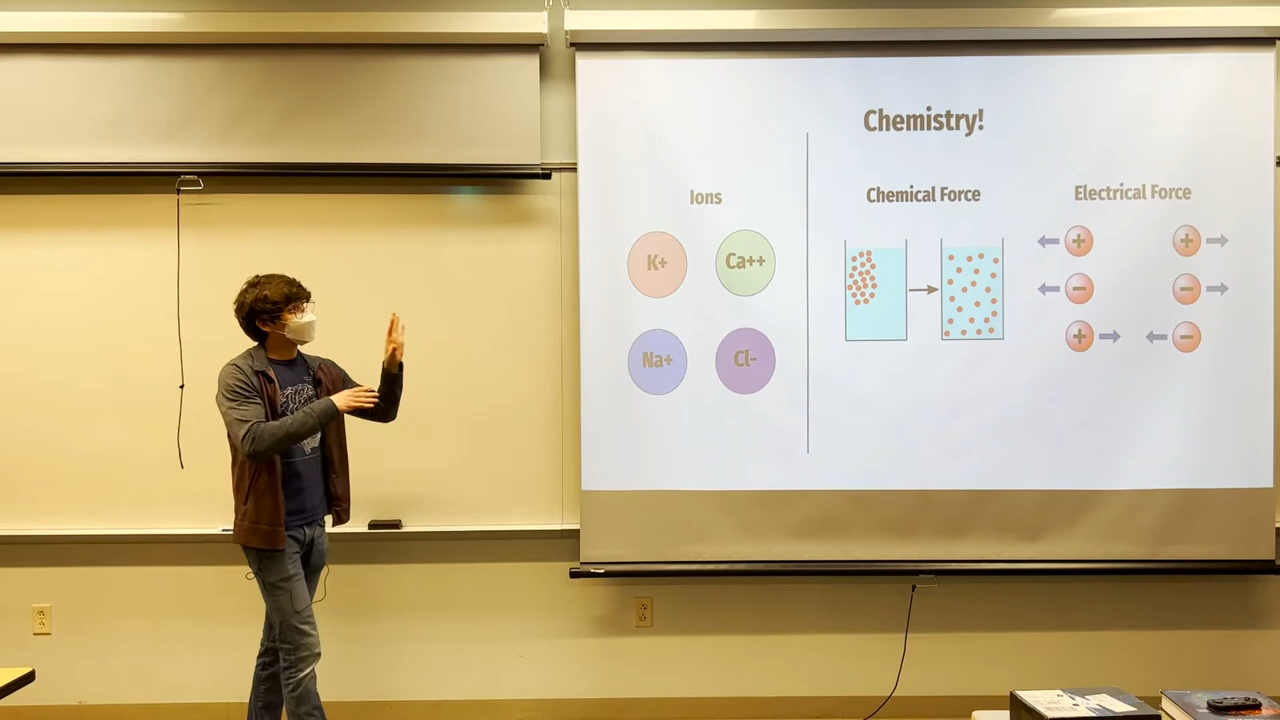 Chemistry!
Ions
K+
Ca++
Na+
Cl-
Chemical Force
Electrical Force
+
+
-
-
+
-